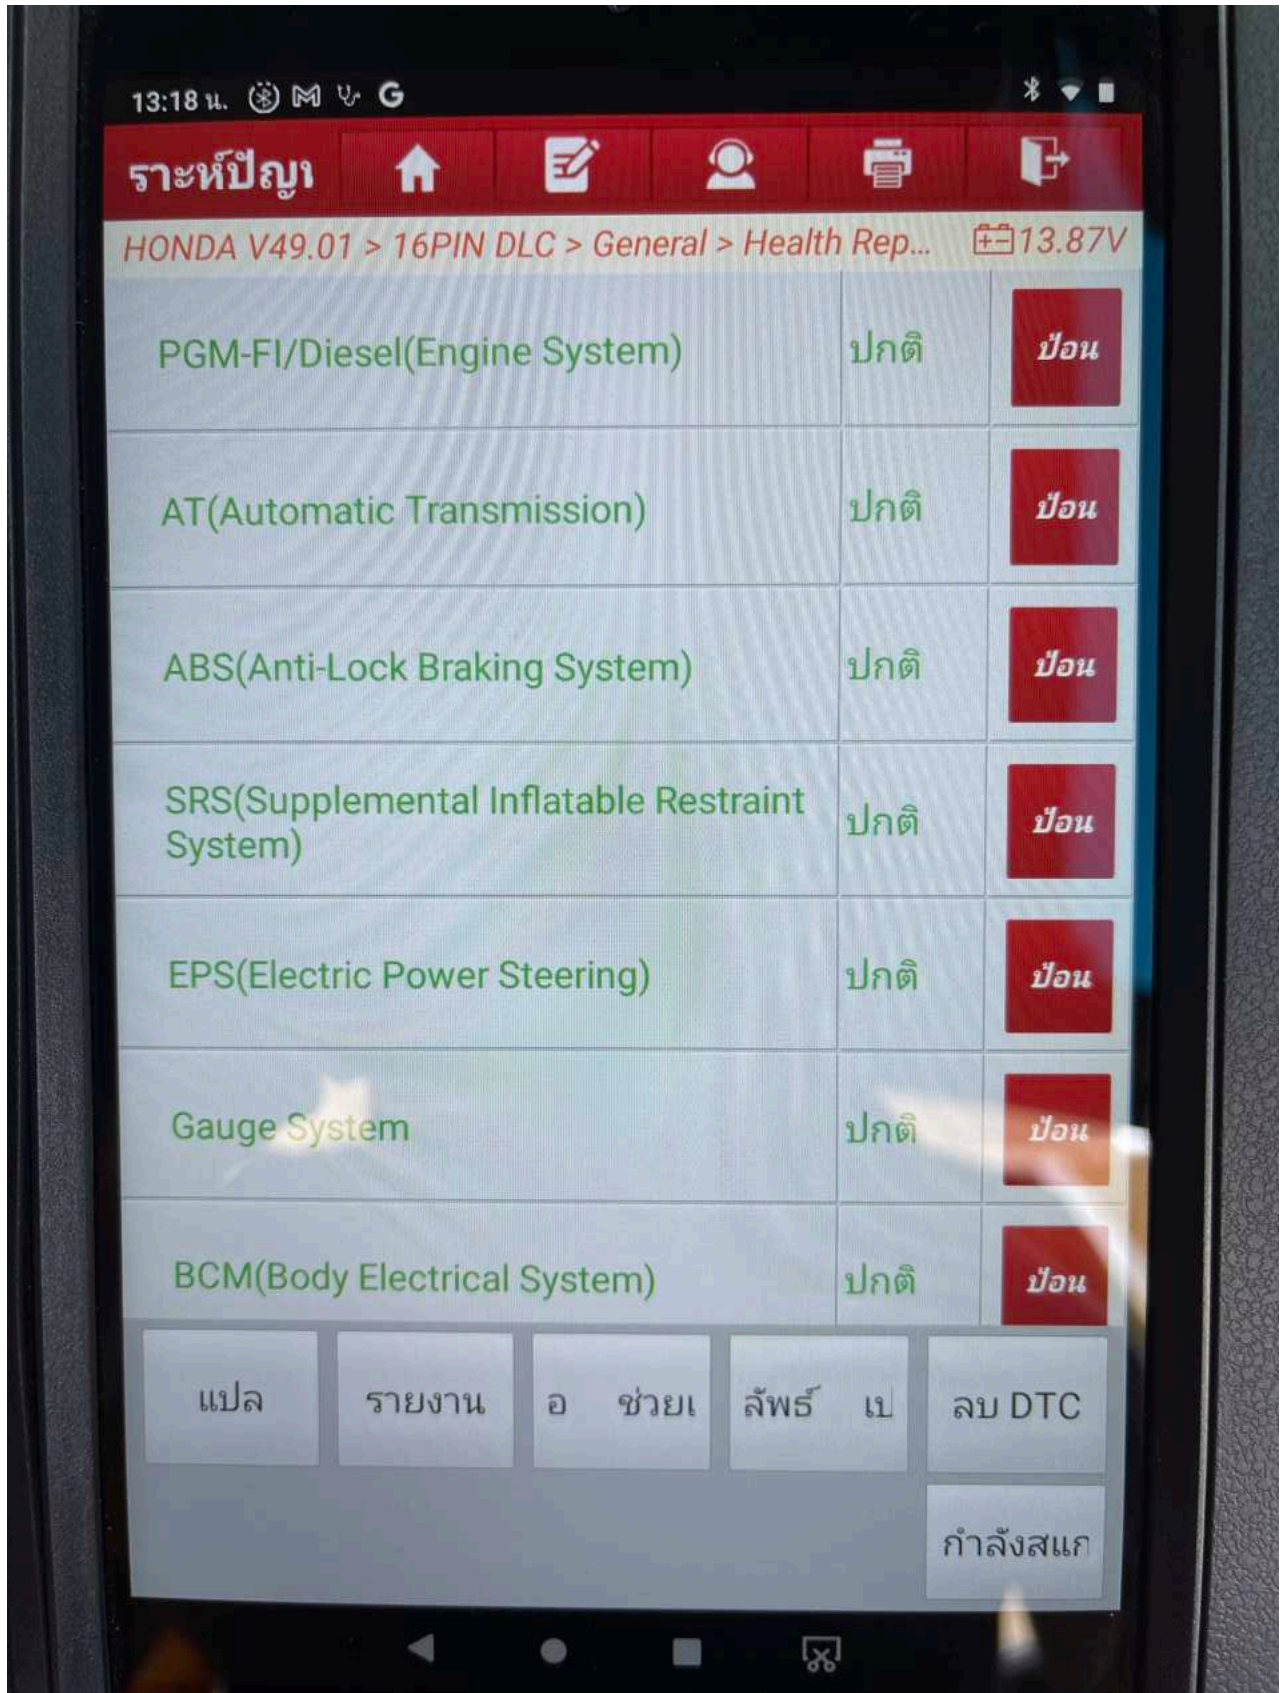 13:18 น.
ราะห์ปัญห
HONDA V49.01 > 16PIN DLC > General > Health Rep... 13.87V
PGM-FI/Diesel(Engine System) ปกติ ป้อน
AT(Automatic Transmission) ปกติ ป้อน
ABS(Anti-Lock Braking System) ปกติ ป้อน
SRS(Supplemental Inflatable Restraint
System) ปกติ ป้อน
EPS(Electric Power Steering) ปกติ ป้อน
Gauge System ปกติ ป้อน
BCM(Body Electrical System) ปกติ ป้อน
แปล รายงาน อ ช่วยเ ลัพธ์ เป ลบ DTC
กำลังสแก